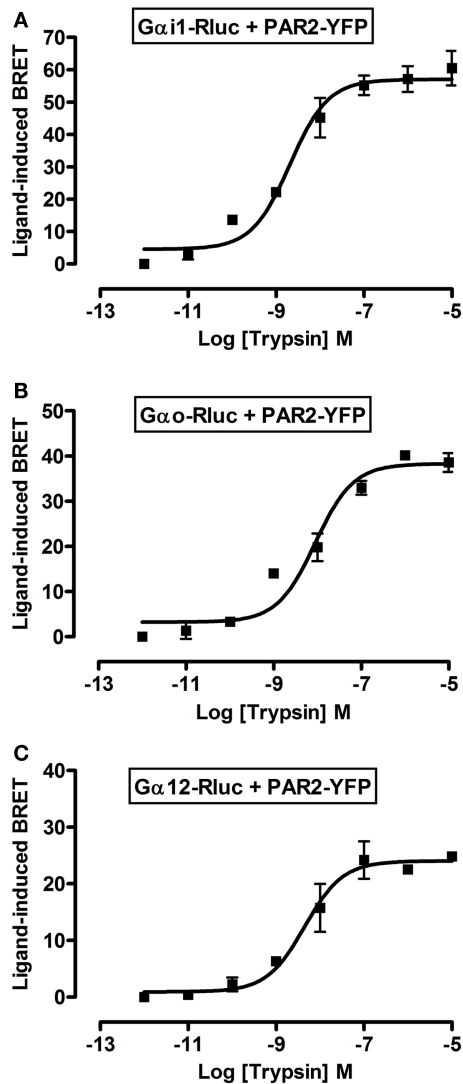 A
Gαi1-Rluc + PAR2-YFP
Ligand-induced BRET
70
60
50
40
30
20
10
0
-13 -11 -9 -7 -5
Log [Trypsin] M
B
Gαo-Rluc + PAR2-YFP
Ligand-induced BRET
50
40
30
20
10
0
-13 -11 -9 -7 -5
Log [Trypsin] M
C
Gα12-Rluc + PAR2-YFP
Ligand-induced BRET
40
30
20
10
0
-13 -11 -9 -7 -5
Log [Trypsin] M